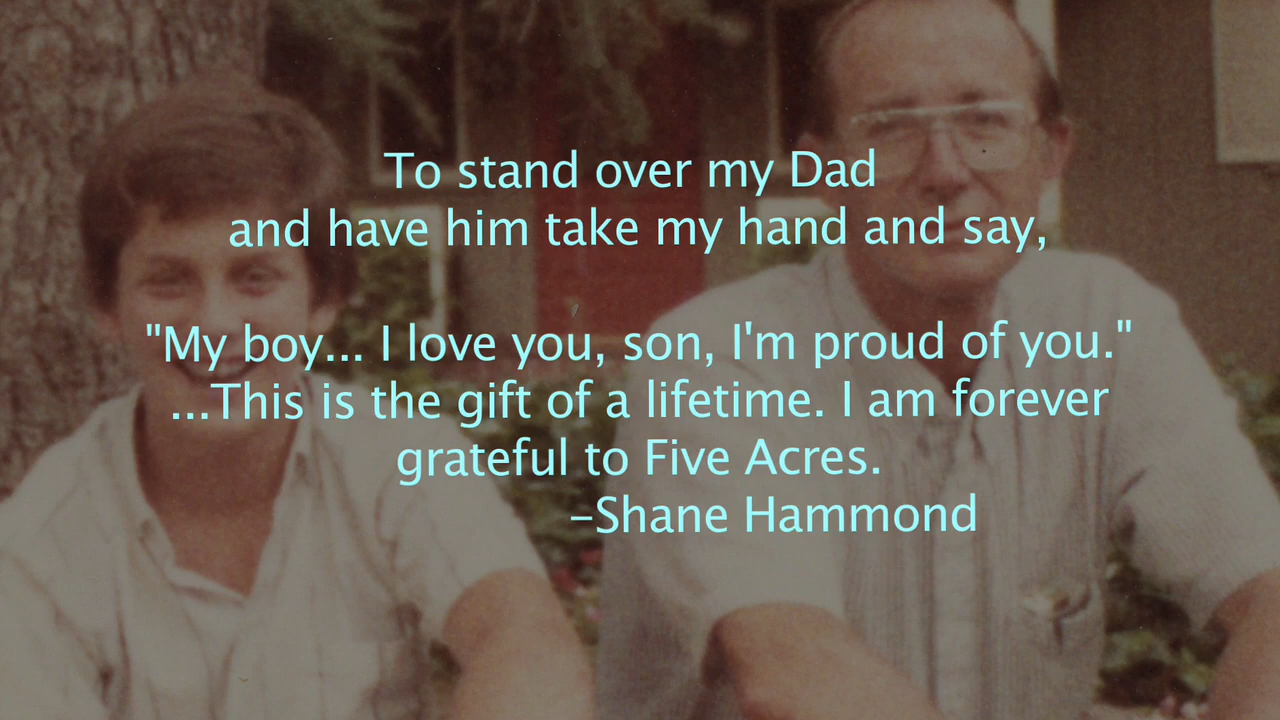 To stand over my Dad
and have him take my hand and say,
"My boy... I love you, son, I'm proud of you."
...This is the gift of a lifetime. I am forever
grateful to Five Acres.
–Shane Hammond